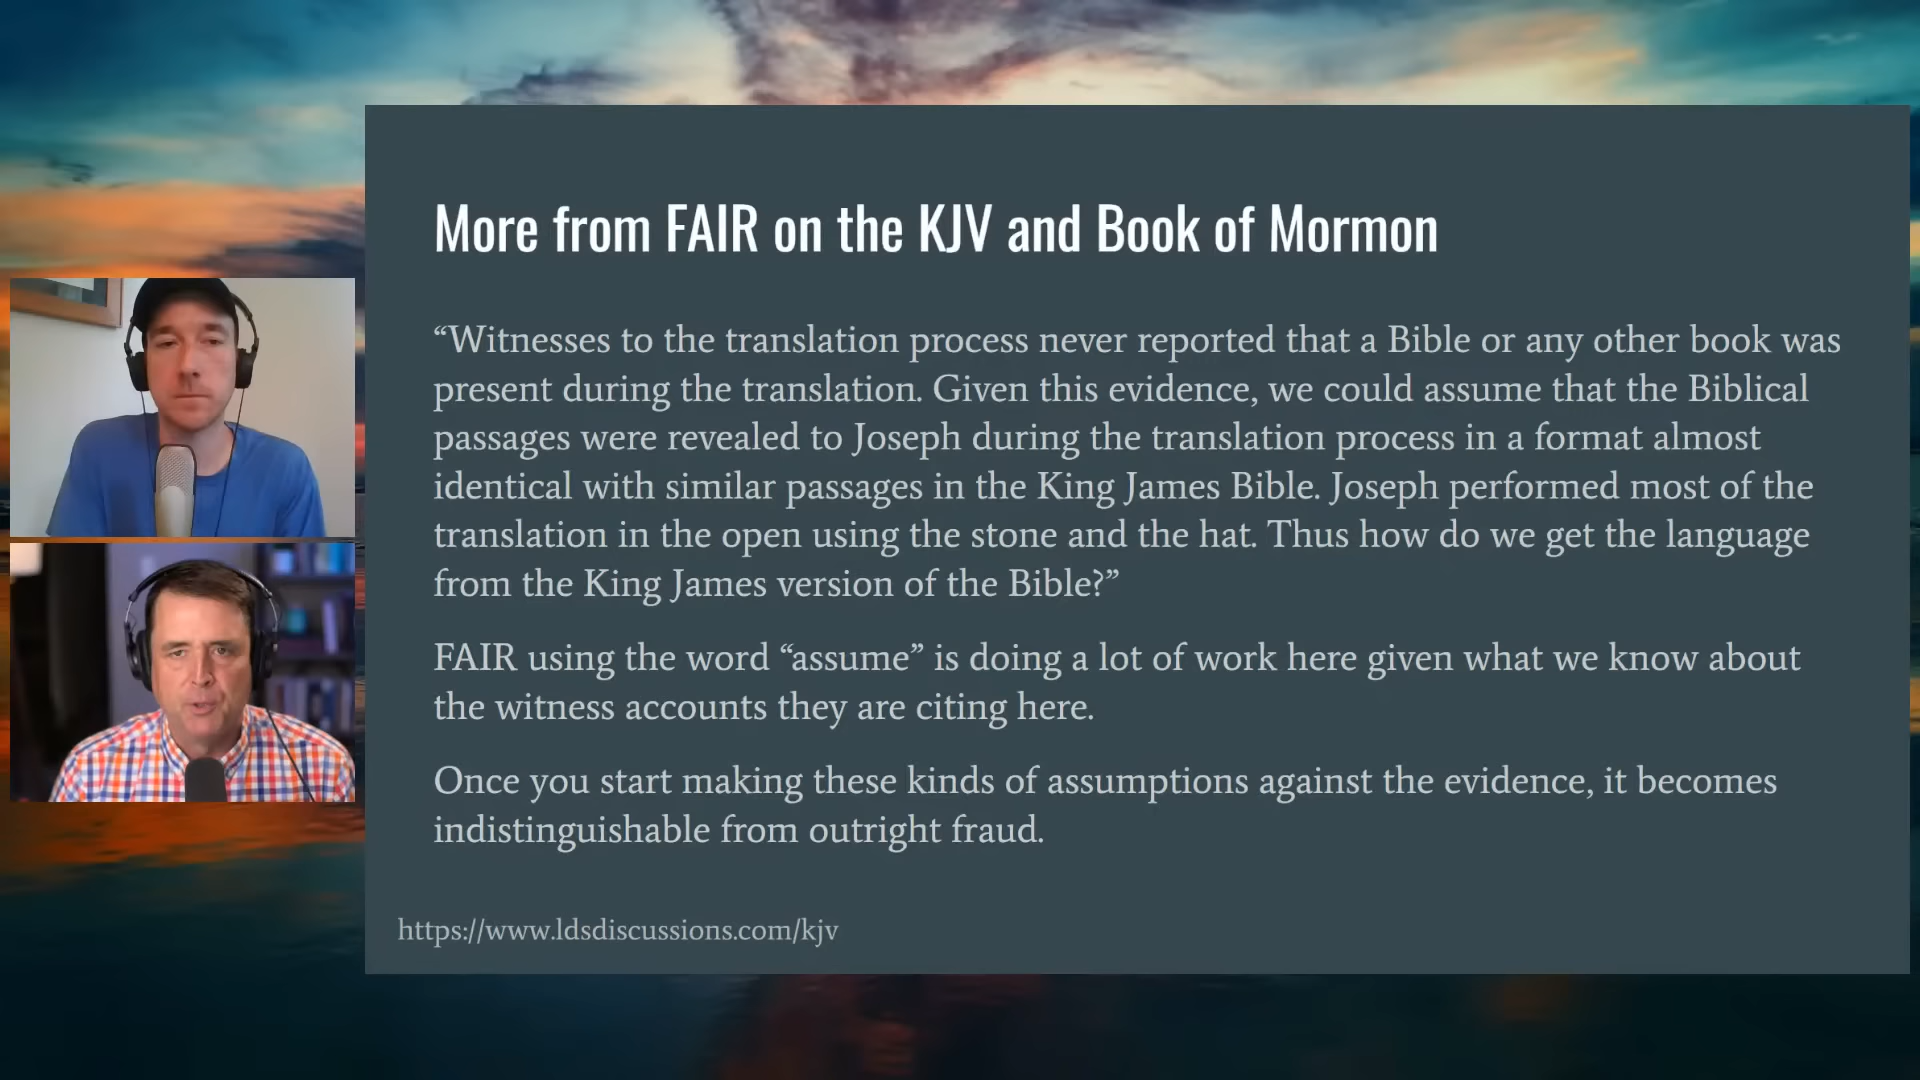 More from FAIR on the KJV and Book of Mormon
“Witnesses to the translation process never reported that a Bible or any other book was
present during the translation. Given this evidence, we could assume that the Biblical
passages were revealed to Joseph during the translation process in a format almost
identical with similar passages in the King James Bible. Joseph performed most of the
translation in the open using the stone and the hat. Thus how do we get the language
from the King James version of the Bible?”
FAIR using the word “assume” is doing a lot of work here given what we know about
the witness accounts they are citing here.
Once you start making these kinds of assumptions against the evidence, it becomes
indistinguishable from outright fraud.
https://www.ldsdiscussions.com/kjv